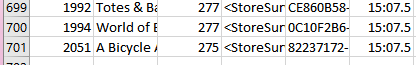 699 1992 Totes & Ba 277 <StoreSur CE860B58- 15:07.5
700 1994 World of 277 <StoreSur 0C10F2B6- 15:07.5
701 2051 A Bicycle 275 <StoreSur 82237172- 15:07.5